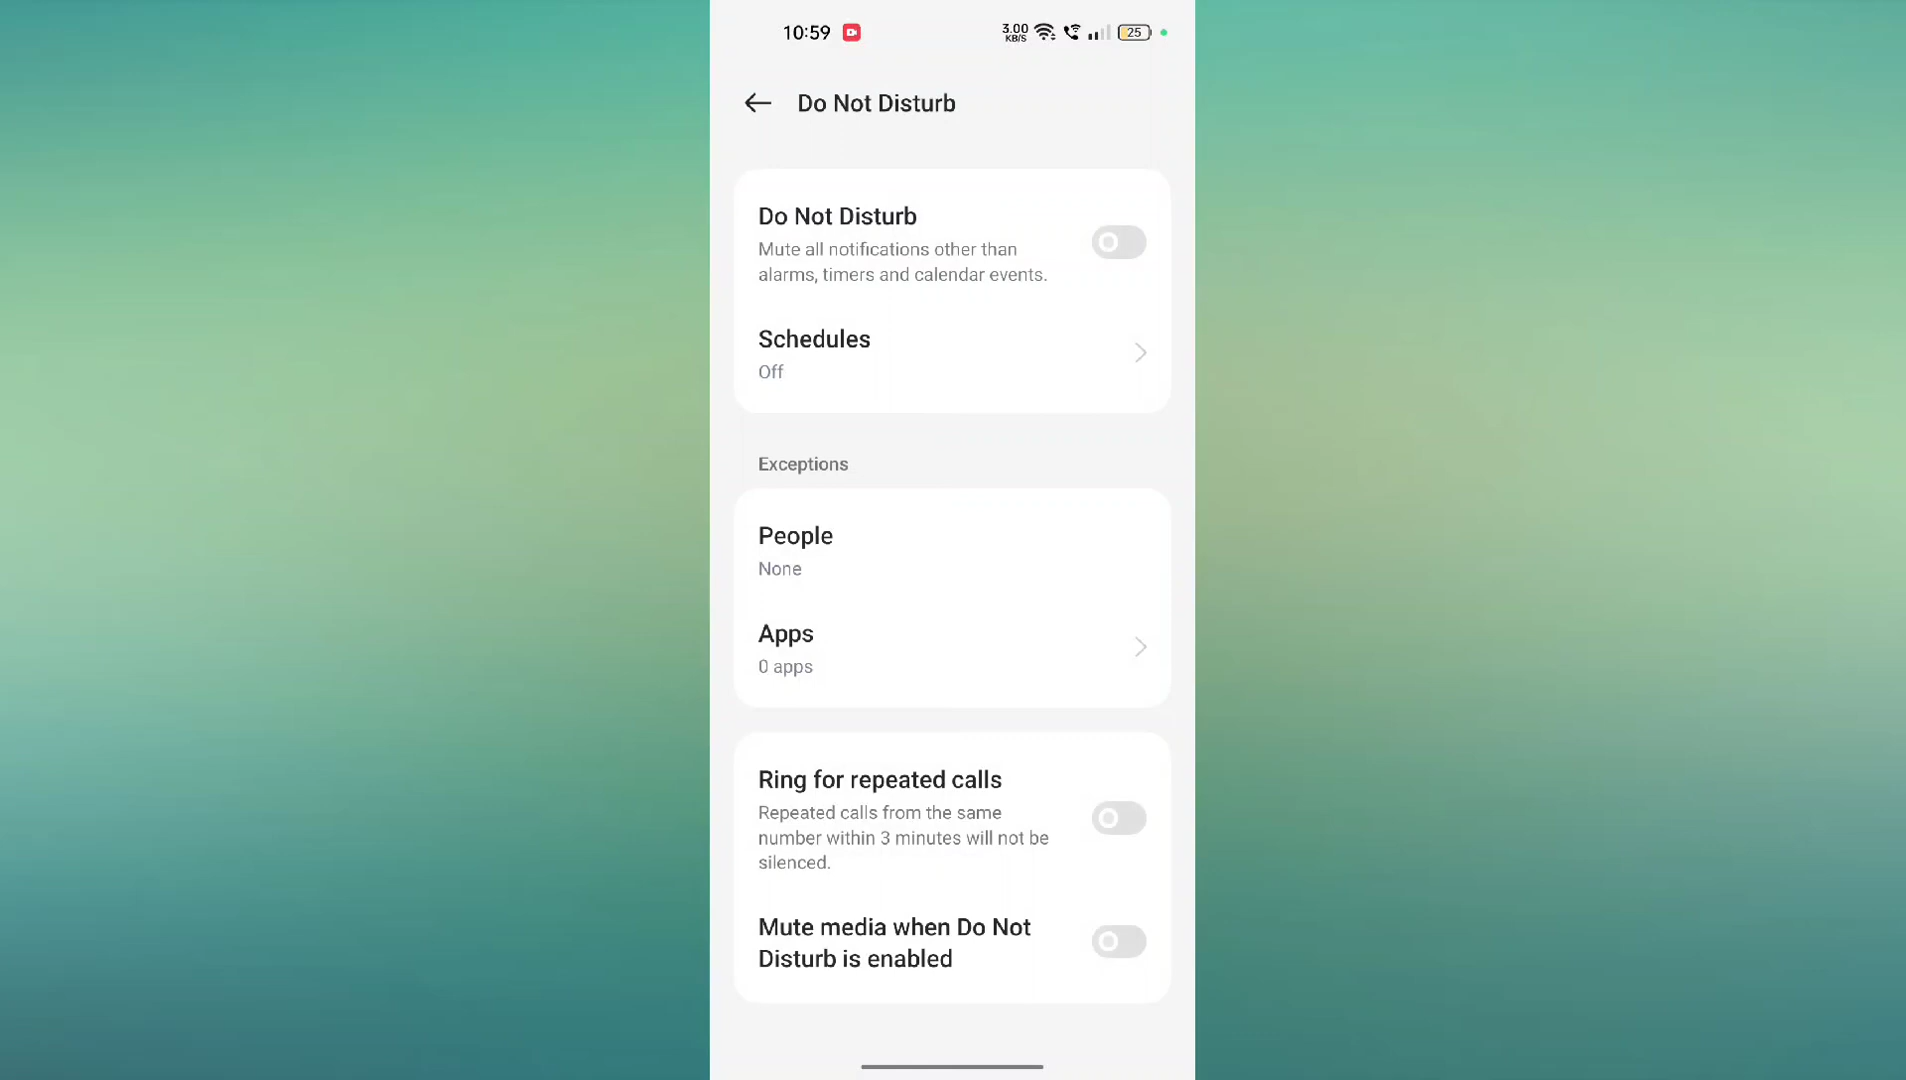 10:59
3.00
KB/S
25
Do Not Disturb
Do Not Disturb
Mute all notifications other than
alarms, timers and calendar events.
Schedules
Off
Exceptions
People
None
Apps
0 apps
Ring for repeated calls
Repeated calls from the same
number within 3 minutes will not be
silenced.
Mute media when Do Not
Disturb is enabled